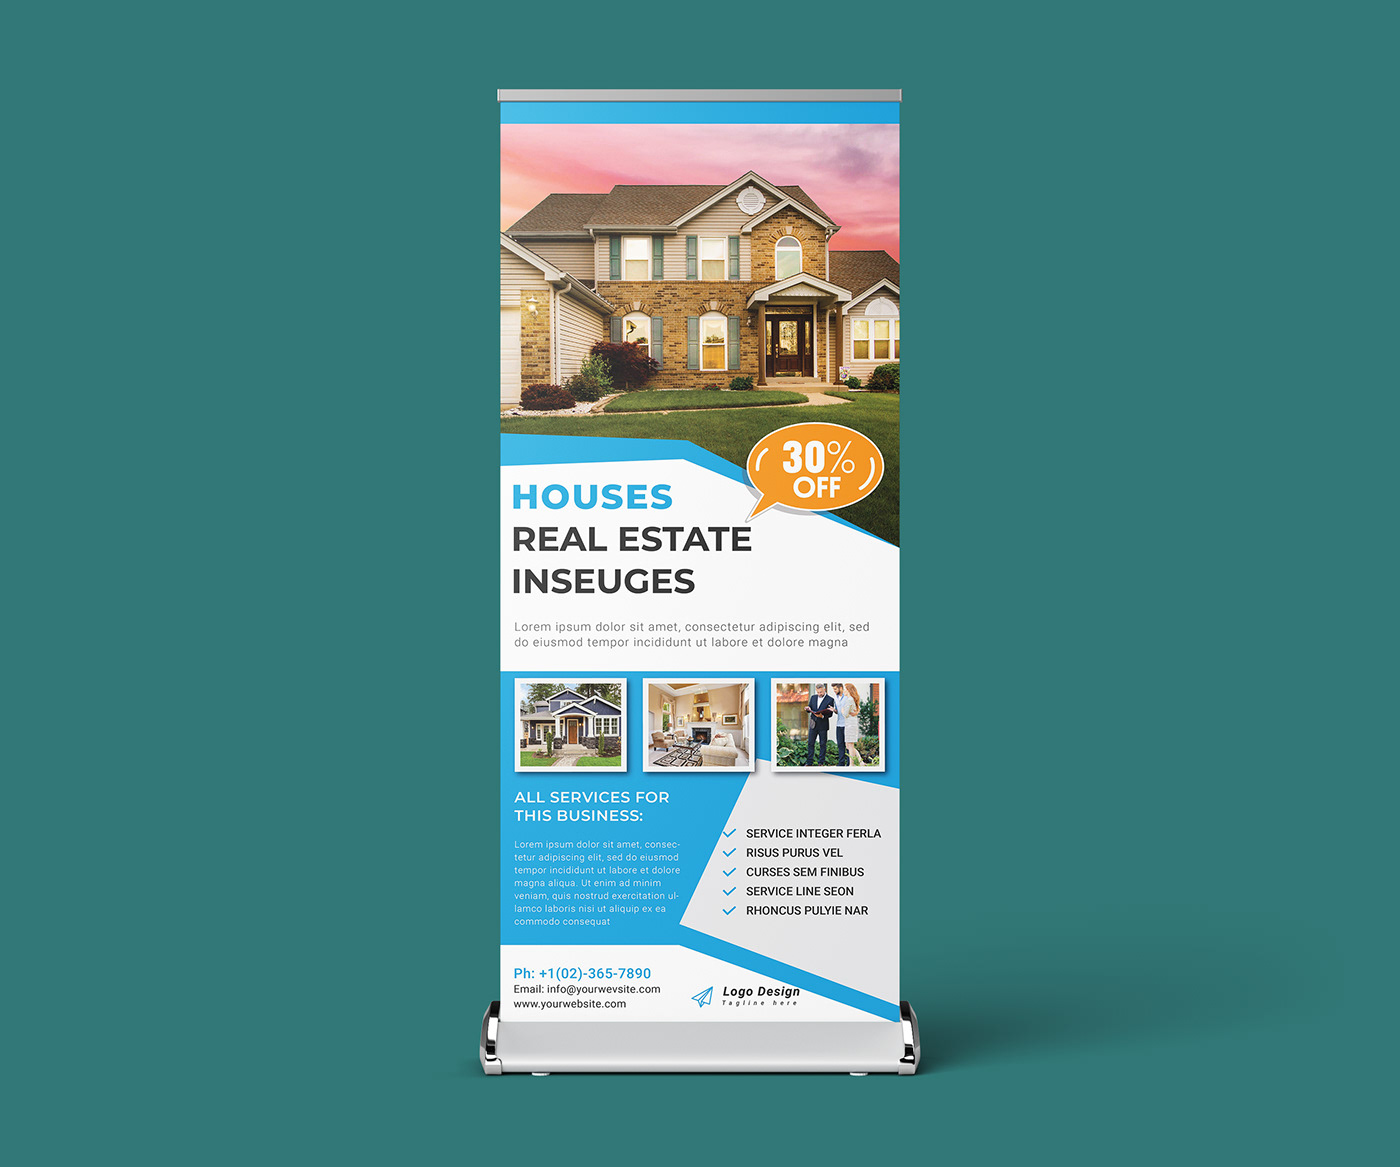 30% OFF
HOUSES
REAL ESTATE
INSEUGES
Lorem ipsum dolor sit amet, consectetur adipiscing elit, sed
do eiusmod tempor incididunt ut labore et dolore magna
ALL SERVICES FOR
THIS BUSINESS:
Lorem ipsum dolor sit amet, consec-
tetur adipiscing elit, sed do eiusmod
tempor incididunt ut labore et dolore
magna aliqua. Ut enim ad minim
veniam, quis nostrud exercitation ul-
lamco laboris nisi ut aliquip ex ea
commodo consequat
SERVICE INTEGER FERLA
RISUS PURUS VEL
CURSES SEM FINIBUS
SERVICE LINE SEON
RHONCUS PULYIE NAR
Ph: +1(02)-365-7890
Email: info@yourwevsite.com
www.yourwebsite.com
Logo Design
Tagline here